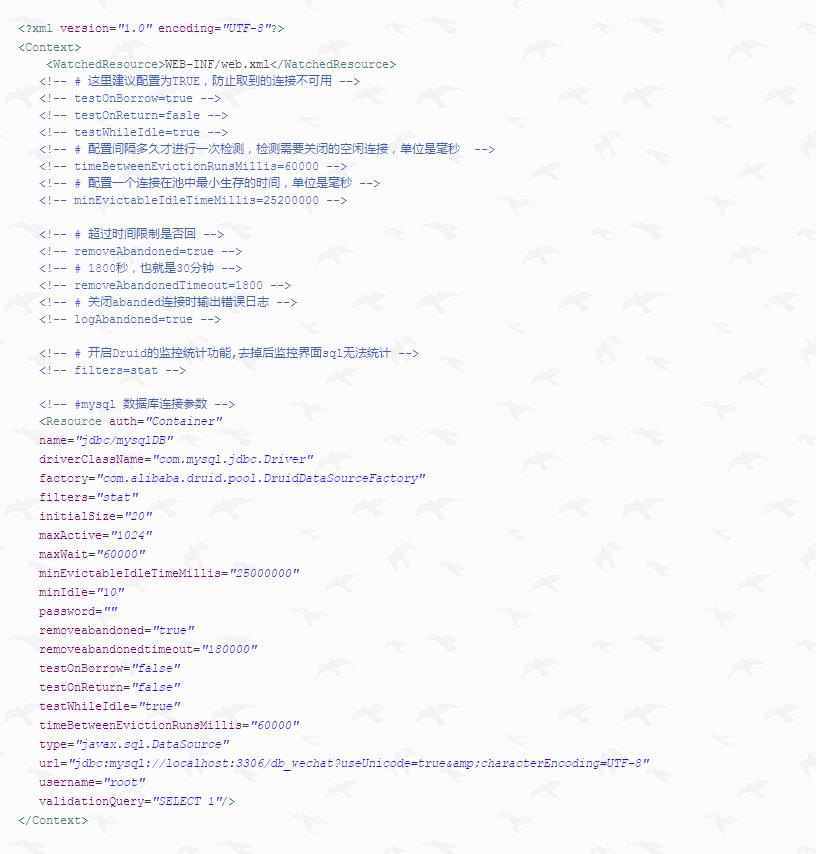 <?xml version="1.0" encoding="UTF-8"?>
<Context>
<WatchedResource>WEB-INF/web.xml</WatchedResource>
<!-- # 这里建议配置为TRUE，防止取到的连接不可用 -->
<!-- testOnBorrow=true -->
<!-- testOnReturn=fasle -->
<!-- testWhileIdle=true -->
<!-- # 配置间隔多久才进行一次检测，检测需要关闭的空闲连接，单位是毫秒  -->
<!-- timeBetweenEvictionRunsMillis=60000 -->
<!-- # 配置一个连接在池中最小生存的时间，单位是毫秒 -->
<!-- minEvictableIdleTimeMillis=25200000 -->
<!-- # 超过时间限制是否回 -->
<!-- removeAbandoned=true -->
<!-- # 1800秒，也就是30分钟 -->
<!-- removeAbandonedTimeout=1800 -->
<!-- # 关闭abanded连接时输出错误日志 -->
<!-- logAbandoned=true -->
<!-- # 开启Druid的监控统计功能,去掉后监控界面sql无法统计 -->
<!-- filters=stat -->
<!-- #mysql 数据库连接参数 -->
<Resource auth="Container"
name="jdbc/mysqlDB"
driverClassName="com.mysql.jdbc.Driver"
factory="com.alibaba.druid.pool.DruidDataSourceFactory"
filters="stat"
initialSize="20"
maxActive="1024"
maxWait="60000"
minEvictableIdleTimeMillis="25000000"
minIdle="10"
password=""
removeabandoned="true"
removeabandonedtimeout="180000"
testOnBorrow="false"
testOnReturn="false"
testWhileIdle="true"
timeBetweenEvictionRunsMillis="60000"
type="javax.sql.DataSource"
url="jdbc:mysql://localhost:3306/db_wechat?useUnicode=true&amp;characterEncoding=UTF-8"
username="root"
validationQuery="SELECT 1"/>
</Context>